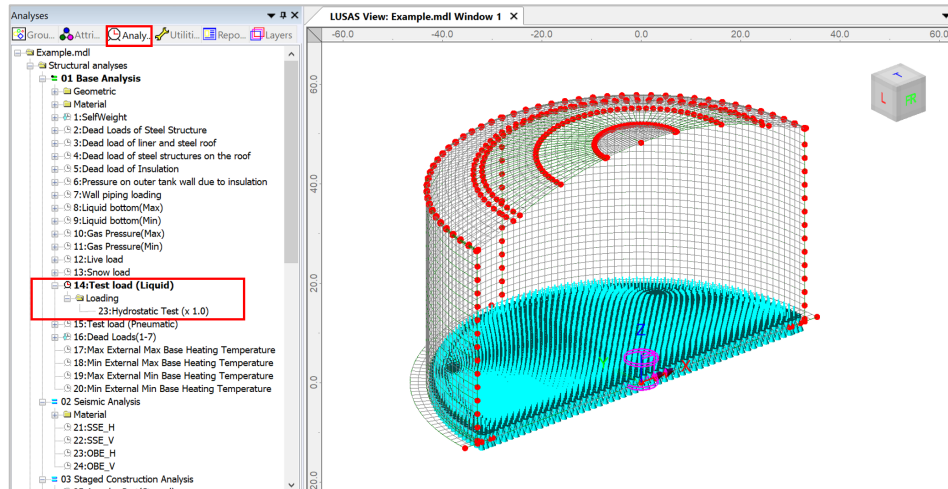 Analyses
LUSAS View: Example.mdl Window 1
Grou... Attri... Analy... Utiliti... Repo... Layers
-60.0 -40.0 -20.0 0.0 20.0 40.0 60.0
Example.mdl
Structural analyses
01 Base Analysis
Geometric
Material
1:SelfWeight
2:Dead Loads of Steel Structure
3:Dead load of liner and steel roof
4:Dead load of steel structures on the roof
5:Dead load of Insulation
6:Pressure on outer tank wall due to insulation
7:Wall piping loading
8:Liquid bottom(Max)
9:Liquid bottom(Min)
10:Gas Pressure(Max)
11:Gas Pressure(Min)
12:Live load
13:Snow load
14:Test load (Liquid)
Loading
23:Hydrostatic Test (x 1.0)
15:Test load (Pneumatic)
16:Dead Loads(1-7)
17:Max External Max Base Heating Temperature
18:Min External Max Base Heating Temperature
19:Max External Min Base Heating Temperature
20:Min External Min Base Heating Temperature
02 Seismic Analysis
Material
21:SSE_H
22:SSE_V
23:OBE_H
24:OBE_V
03 Staged Construction Analysis
60.0
40.0
20.0
0.0
20.0
Z
X
T
L